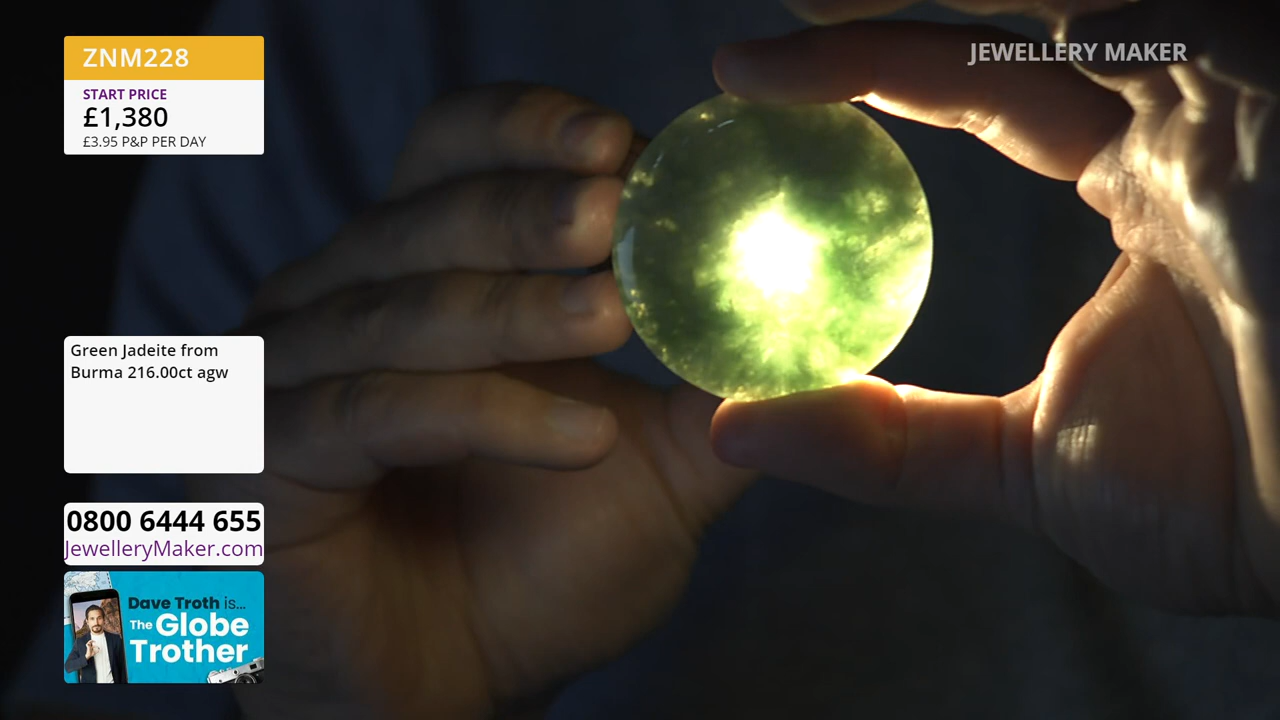 ZNM228
START PRICE
£1,380
£3.95 P&P PER DAY
JEWELLERY MAKER
Green Jadeite from
Burma 216.00ct agw
0800 6444 655
JewelleryMaker.com
Dave Troth is...
The Globe
Trother